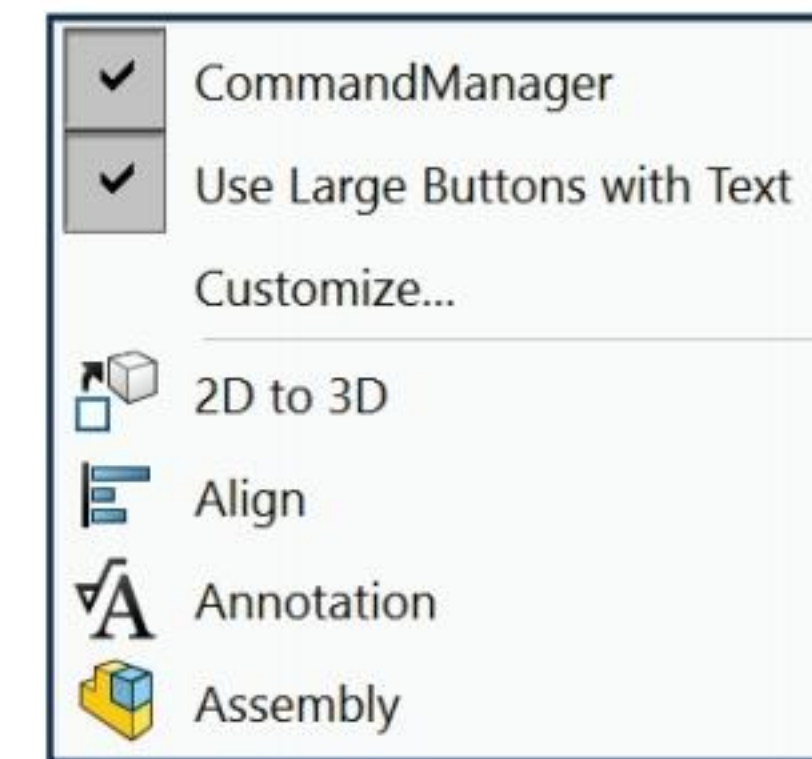 CommandManager
Use Large Buttons with Text
Customize...
2D to 3D
Align
Annotation
Assembly